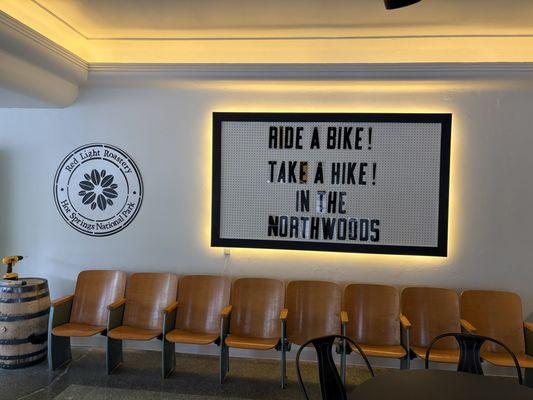 Red Light Roastery
Hot Springs National Park
RIDE A BIKE!
TAKE A HIKE!
IN THE
NORTHWOODS